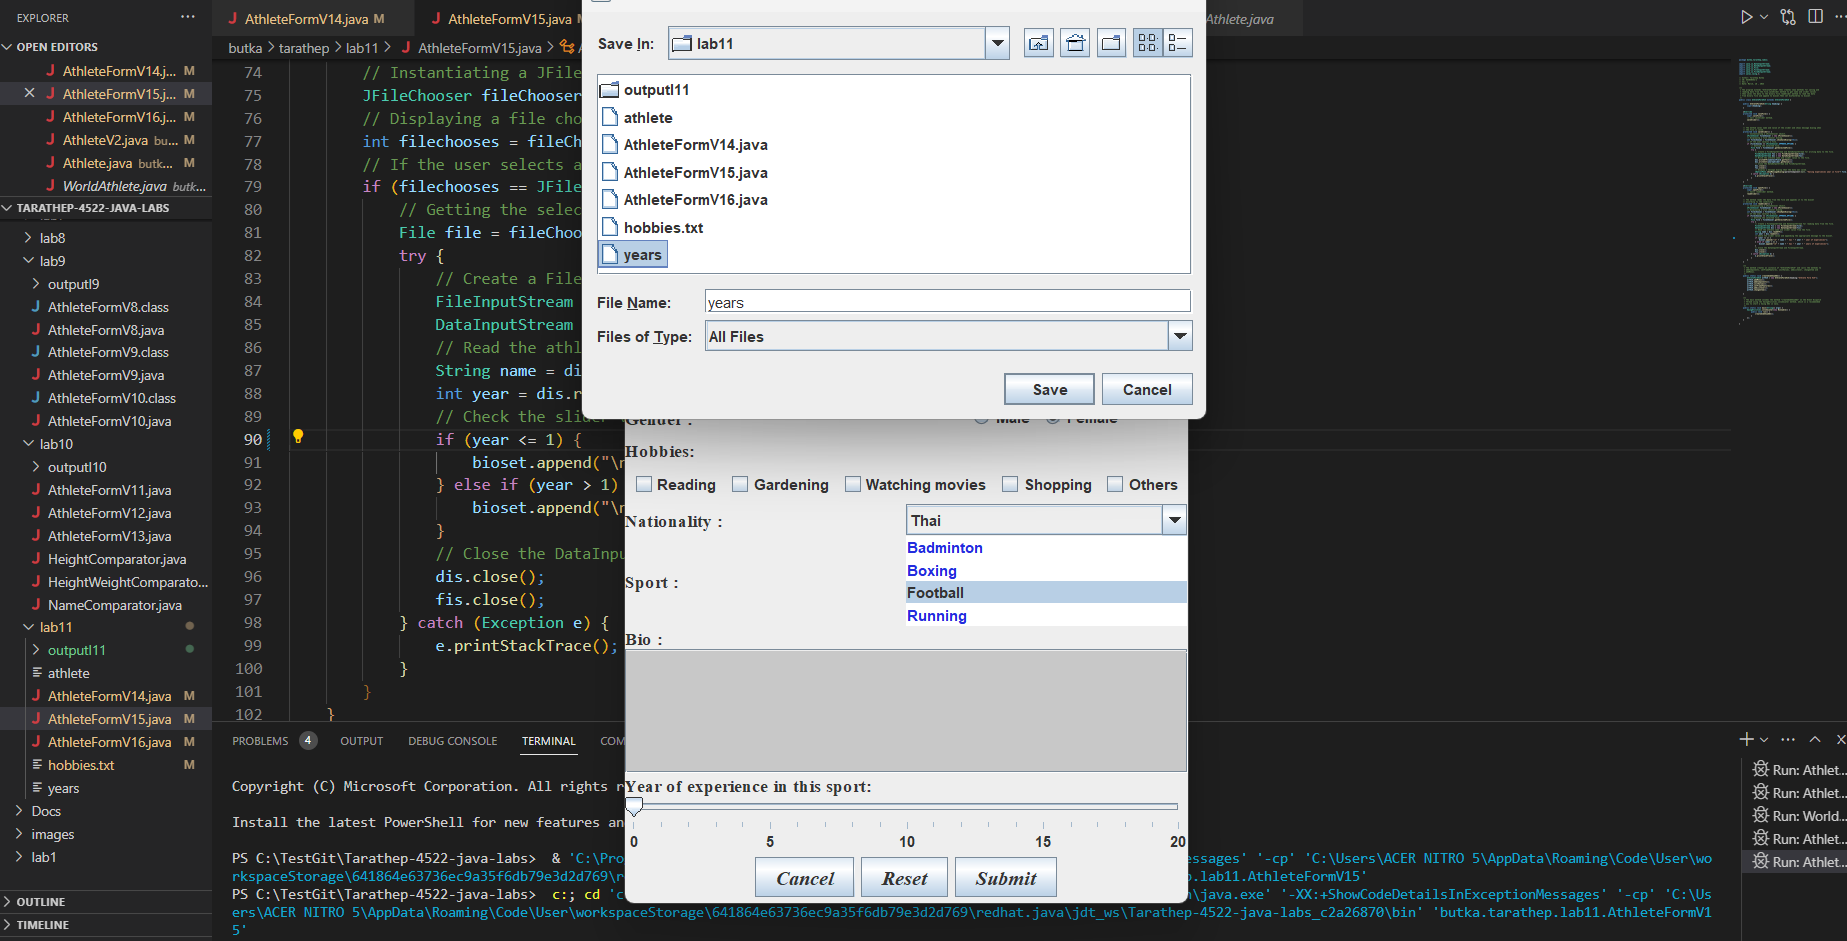 EXPLORER
OPEN EDITORS
AthleteFormV14.j... M
AthleteFormV15.j... M
AthleteFormV16.j... M
AthleteV2.java bu... M
Athlete.java butk... M
WorldAthlete.java butk...
TARATHEP-4522-JAVA-LABS
lab8
lab9
outputl9
AthleteFormV8.class
AthleteFormV8.java
AthleteFormV9.class
AthleteFormV9.java
AthleteFormV10.class
AthleteFormV10.java
lab10
outputl10
AthleteFormV11.java
AthleteFormV12.java
AthleteFormV13.java
HeightComparator.java
HeightWeightComparato...
NameComparator.java
lab11
outputl11
athlete
AthleteFormV14.java M
AthleteFormV15.java M
AthleteFormV16.java M
hobbies.txt M
years
Docs
images
lab1
OUTLINE
TIMELINE
AthleteFormV14.java M
AthleteFormV15.java
Athlete.java
butka > tarathep > lab11 > AthleteFormV15.java >
74 // Instantiating a JFile
75 JFileChooser fileChooser
76 // Displaying a file cho
77 int filechooses = fileCh
78 // If the user selects a
79 if (filechooses == JFile
80 // Getting the selec
81 File file = fileChoo
82 try {
83 // Create a File
84 FileInputStream
85 DataInputStream
86 // Read the athl
87 String name = di
88 int year = dis.r
89 // Check the slid
90 if (year <= 1) {
91 bioset.append("\n
92 } else if (year > 1)
93 bioset.append("\n
94 }
95 // Close the DataInpu
96 dis.close();
97 fis.close();
98 } catch (Exception e) {
99 e.printStackTrace();
100 }
101 }
102 }
Save In: lab11
outputl11
athlete
AthleteFormV14.java
AthleteFormV15.java
AthleteFormV16.java
hobbies.txt
years
File Name: years
Files of Type: All Files
Save Cancel
Gender : Male Female
Hobbies:
Reading Gardening Watching movies Shopping Others
Nationality : Thai
Badminton
Boxing
Sport :
Football
Running
Bio :
Year of experience in this sport:
0 5 10 15 20
Cancel Reset Submit
PROBLEMS 4 OUTPUT DEBUG CONSOLE TERMINAL COM
Copyright (C) Microsoft Corporation. All rights r
Install the latest PowerShell for new features an
PS C:\TestGit\Tarathep-4522-java-labs> & 'C:\Pro essages' '-cp' 'C:\Users\ACER NITRO 5\AppData\Roaming\Code\User\wo
rkspaceStorage\641864e63736ec9a35f6db79e3d2d769\r p.lab11.AthleteFormV15'
PS C:\TestGit\Tarathep-4522-java-labs> c:; cd 'c n\java.exe' '-XX:+ShowCodeDetailsInExceptionMessages' '-cp' 'C:\Us
ers\ACER NITRO 5\AppData\Roaming\Code\User\workspaceStorage\641864e63736ec9a35f6db79e3d2d769\redhat.java\jdt_ws\Tarathep-4522-java-labs_c2a26870\bin' 'butka.tarathep.lab11.AthleteFormV1
5'
Run: Athlet...
Run: Athlet...
Run: World...
Run: Athlet...
Run: Athlet...